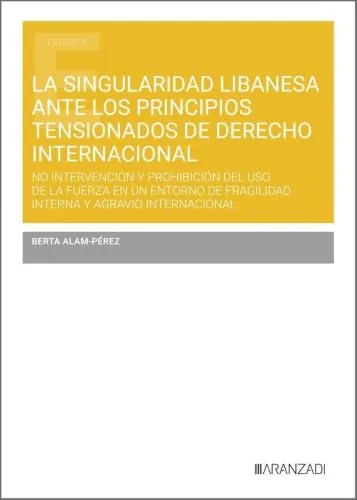 ESTUDIOS
LA SINGULARIDAD LIBANESA
ANTE LOS PRINCIPIOS
TENSIONADOS DE DERECHO
INTERNACIONAL
NO INTERVENCIÓN Y PROHIBICIÓN DEL USO
DE LA FUERZA EN UN ENTORNO DE FRAGILIDAD
INTERNA Y AGRAVIO INTERNACIONAL
BERTA ALAM-PÉREZ
ARANZADI